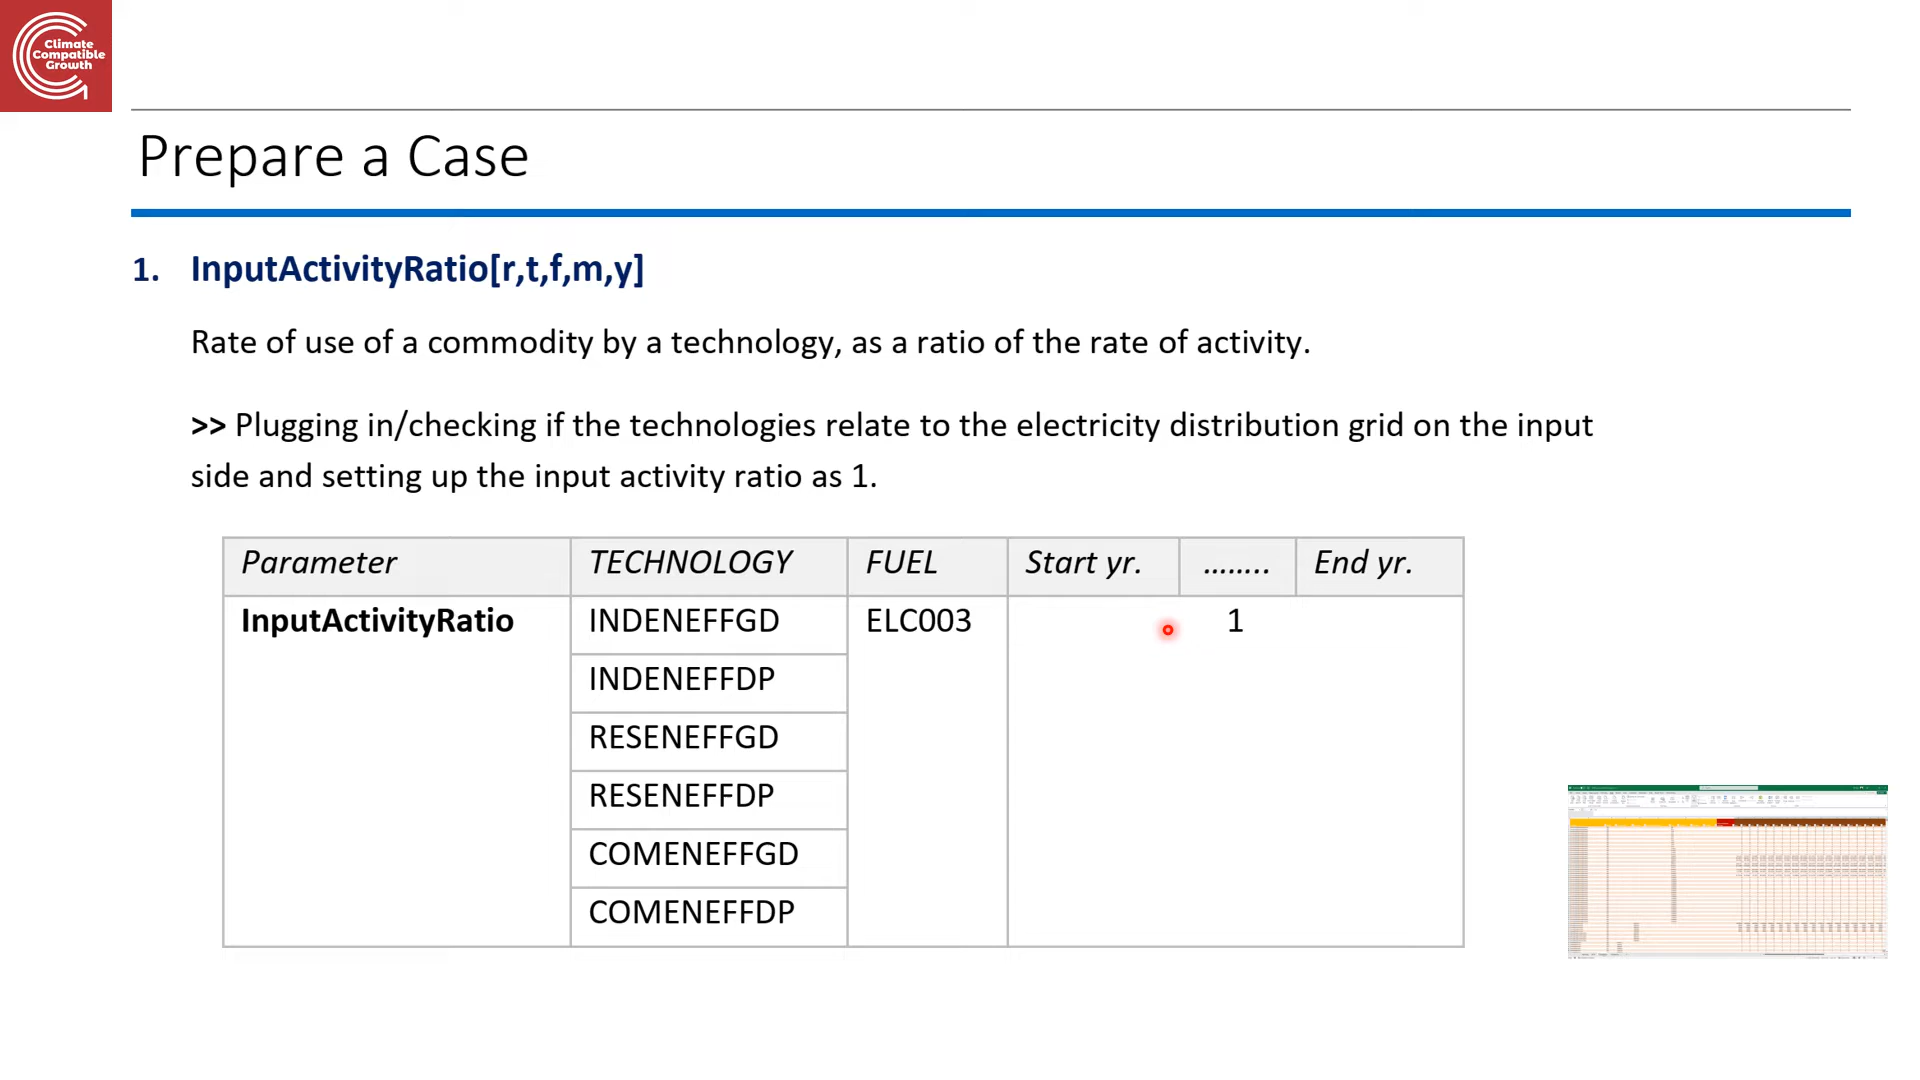 Climate
Compatible
Growth
Prepare a Case
1. InputActivityRatio[r,t,f,m,y]
Rate of use of a commodity by a technology, as a ratio of the rate of activity.
>> Plugging in/checking if the technologies relate to the electricity distribution grid on the input
side and setting up the input activity ratio as 1.
Parameter TECHNOLOGY FUEL Start yr. …….. End yr.
InputActivityRatio INDENEFFGD ELC003 1
INDENEFFDP
RESENEFFGD
RESENEFFDP
COMENEFFGD
COMENEFFDP